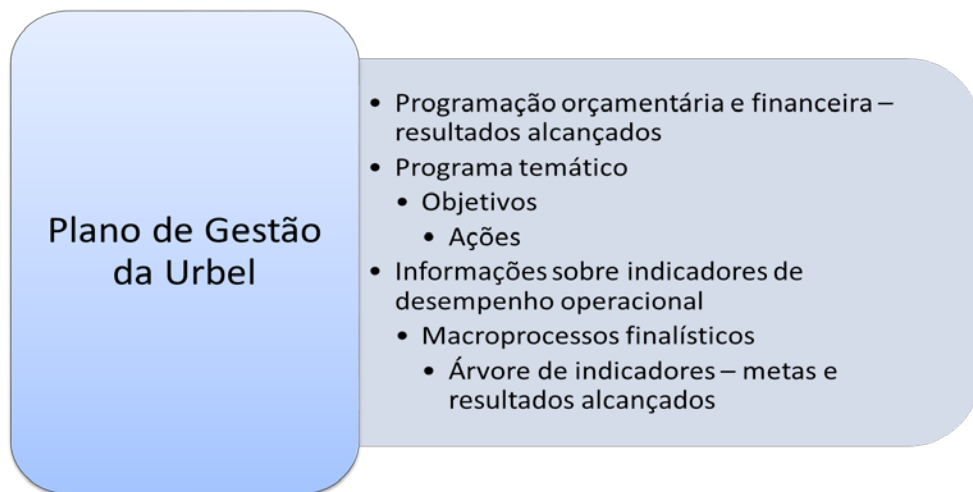 Plano de Gestão
da Urbel
• Programação orçamentária e financeira –
resultados alcançados
• Programa temático
• Objetivos
• Ações
• Informações sobre indicadores de
desempenho operacional
• Macroprocessos finalísticos
• Árvore de indicadores – metas e
resultados alcançados